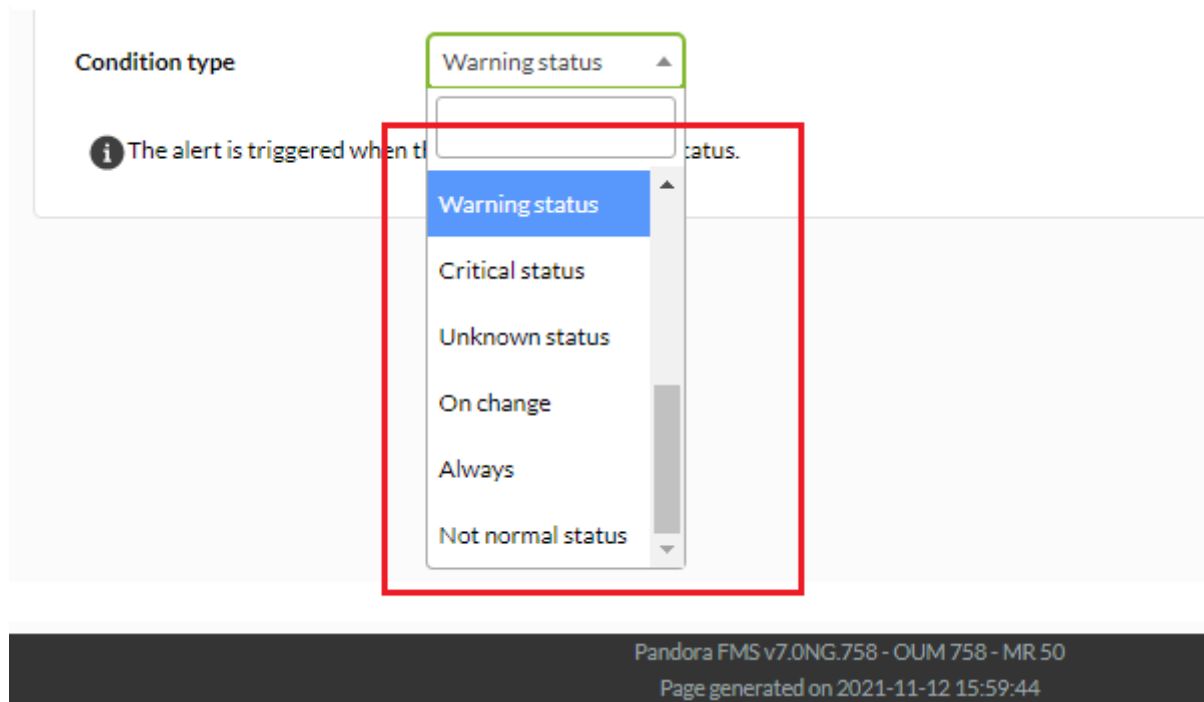 Condition type
Warning status
The alert is triggered when tatus.
Warning status
Critical status
Unknown status
On change
Always
Not normal status
Pandora FMS v7.0NG.758 - OUM 758 - MR 50
Page generated on 2021-11-12 15:59:44